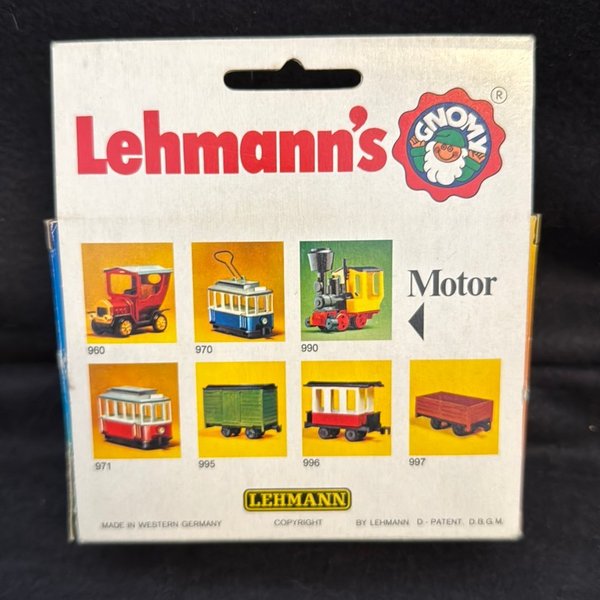 Lehmann's
GNOMY
®
Motor
960
970
990
971
995
996
997
LEHMANN
MADE IN WESTERN GERMANY COPYRIGHT BY LEHMANN D - PATENT, D.B.G.M.